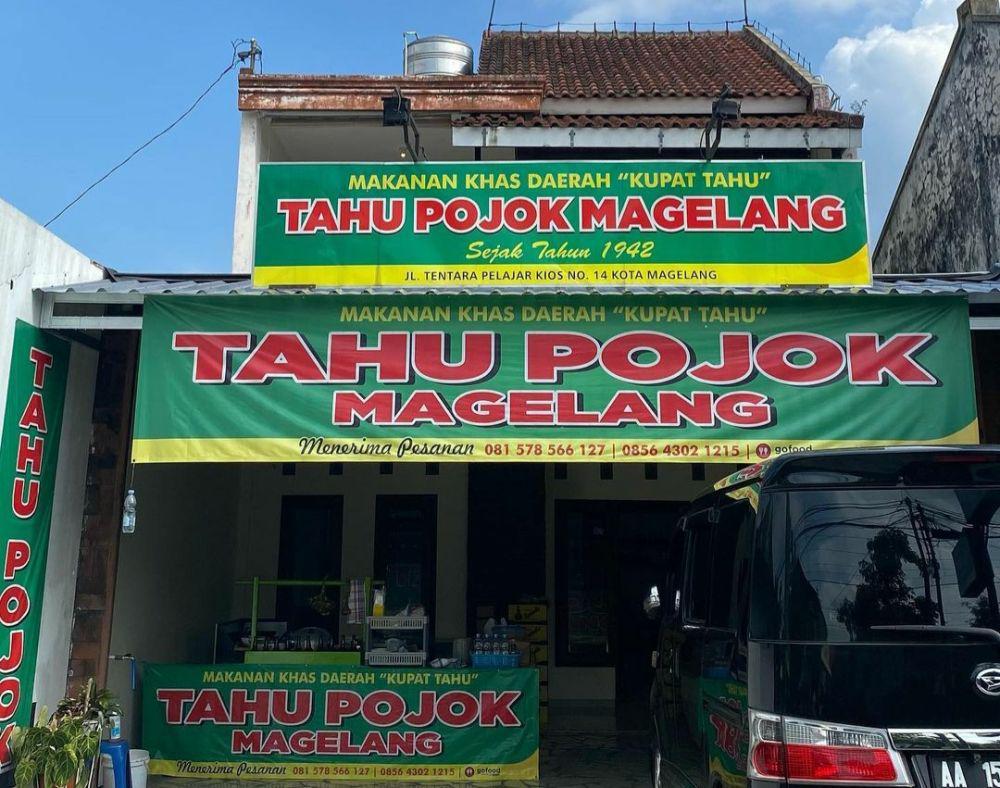 MAKANAN KHAS DAERAH "KUPAT TAHU"
TAHU POJOK MAGELANG
Sejak Tahun 1942
JL. TENTARA PELAJAR KIOS NO. 14 KOTA MAGELANG
MAKANAN KHAS DAERAH "KUPAT TAHU"
TAHU POJOK
MAGELANG
Menerima Pesanan 081 578 566 127 | 0856 4302 1215 | gofood
TAHU POJOK
MAKANAN KHAS DAERAH "KUPAT TAHU"
TAHU POJOK
MAGELANG
Menerima Pesanan 081 578 566 127 | 0856 4302 1215 | gofood
AA 15